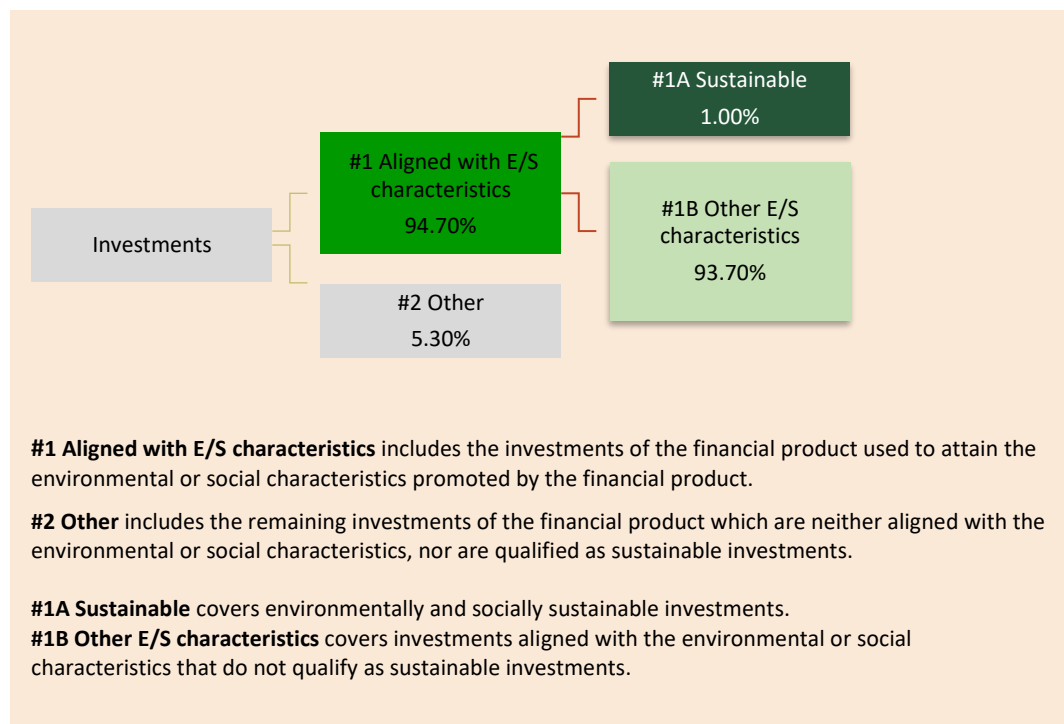 #1A Sustainable
1.00%
#1 Aligned with E/S
characteristics
94.70%
#1B Other E/S
characteristics
93.70%
Investments
#2 Other
5.30%
#1 Aligned with E/S characteristics includes the investments of the financial product used to attain the
environmental or social characteristics promoted by the financial product.
#2 Other includes the remaining investments of the financial product which are neither aligned with the
environmental or social characteristics, nor are qualified as sustainable investments.
#1A Sustainable covers environmentally and socially sustainable investments.
#1B Other E/S characteristics covers investments aligned with the environmental or social
characteristics that do not qualify as sustainable investments.